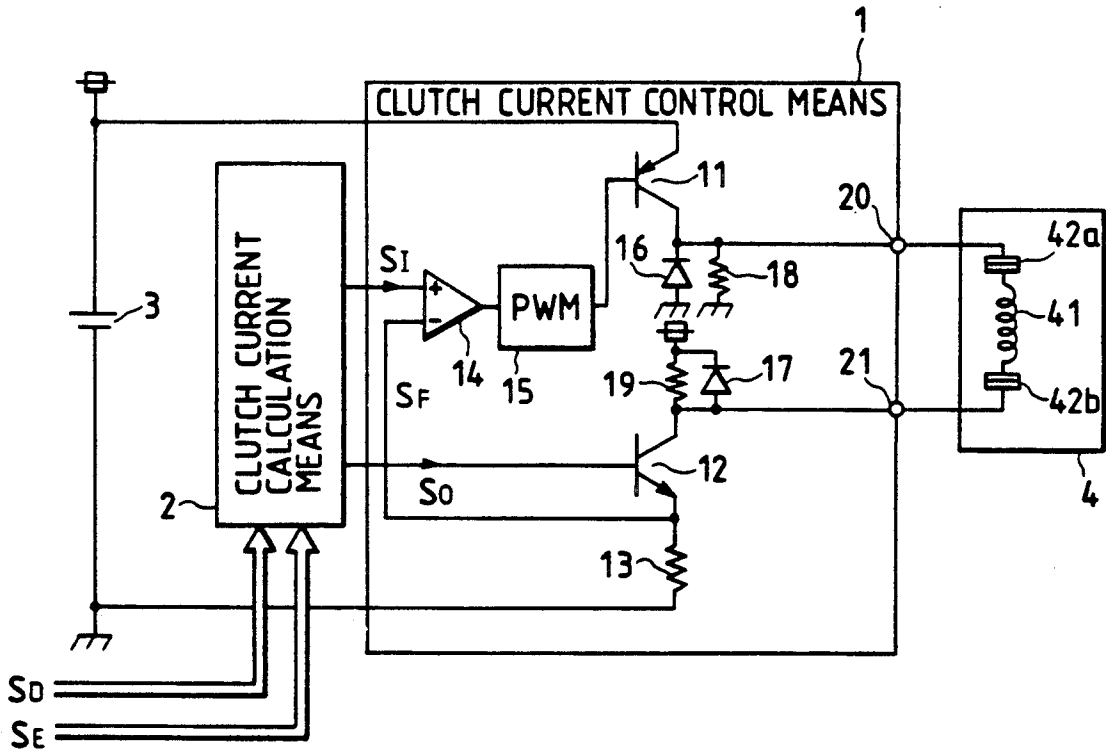 1
CLUTCH CURRENT CONTROL MEANS
11
20
42a
16
18
41
SI
+
-
PWM
3
14
15
19
17
21
42b
SF
CLUTCH CURRENT
CALCULATION
MEANS
12
4
2
SO
13
SD
SE